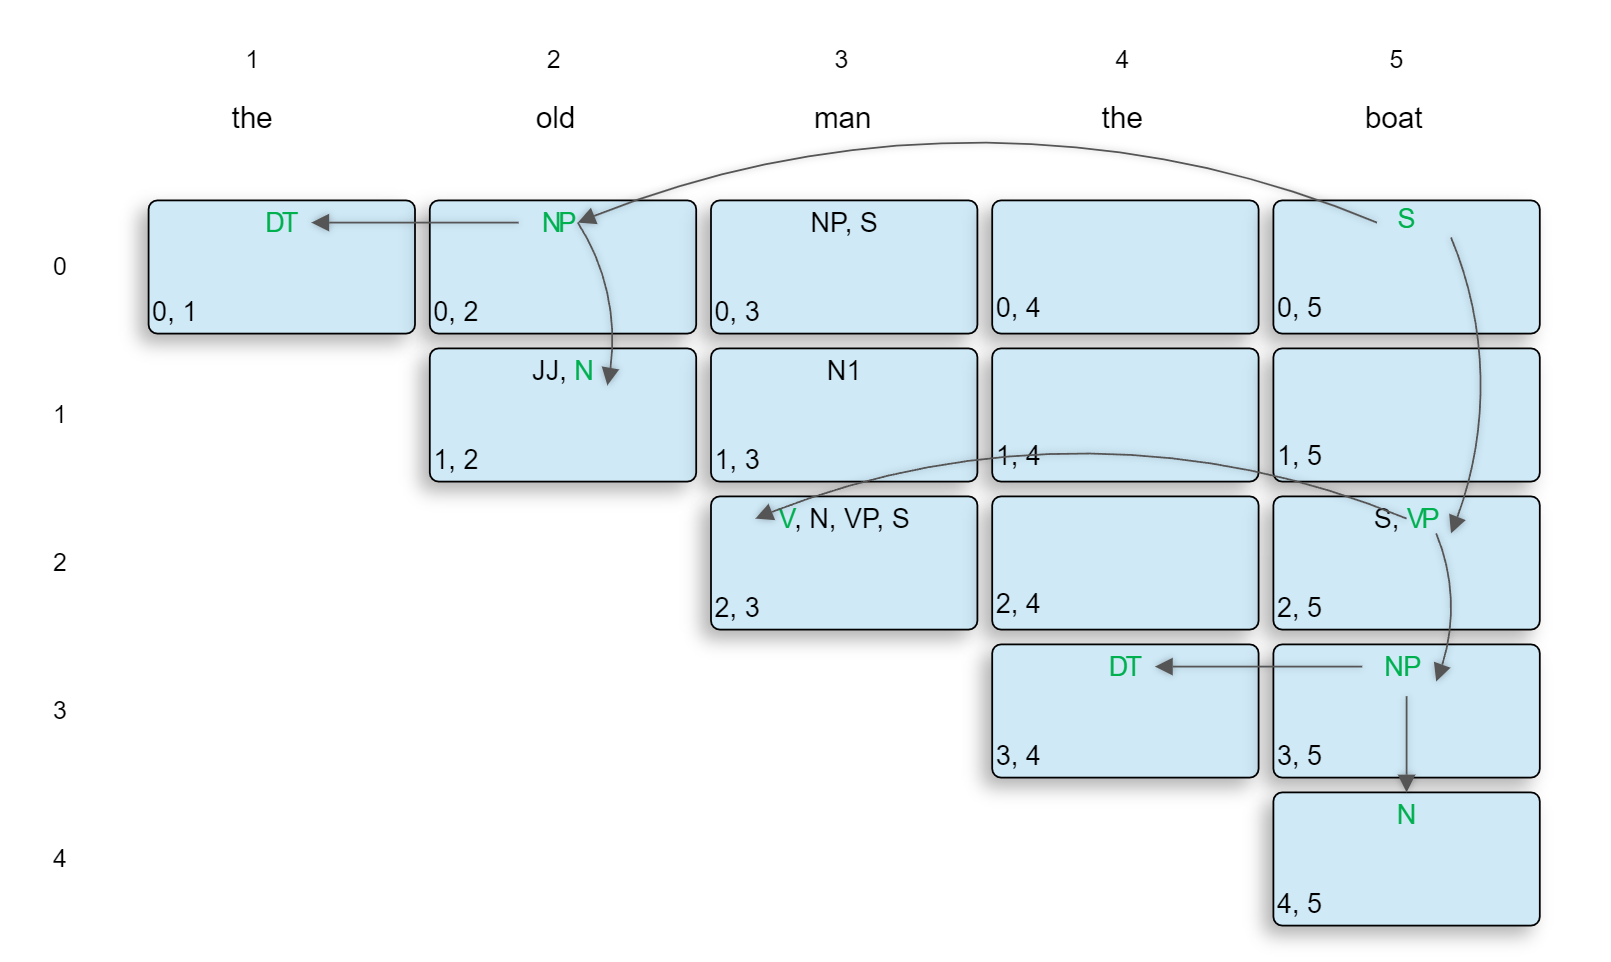 1 2 3 4 5
the old man the boat
DT NP NP, S S
0
0, 1 0, 2 0, 3 0, 4 0, 5
JJ, N N1
1
1, 2 1, 3 1, 4 1, 5
V, N, VP, S S, VP
2
2, 3 2, 4 2, 5
DT NP
3
3, 4 3, 5
N
4
4, 5